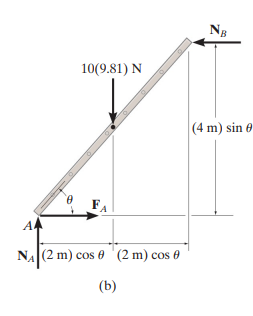 N_B
10(9.81) N
(4 m) sin θ
θ
F_A
A
N_A
(2 m) cos θ
(2 m) cos θ
(b)